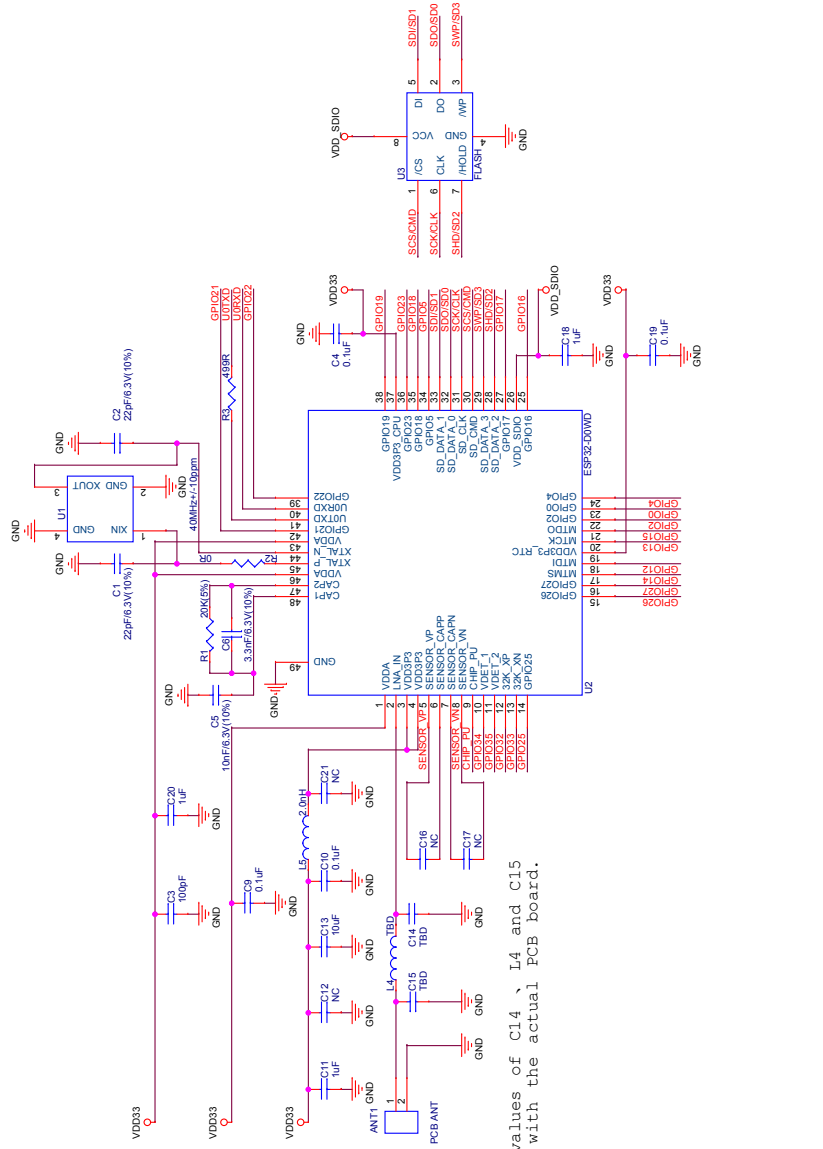 SDI/SD1
SDO/SD0
SWP/SD3
5
2
3
DI
DO
/WP
VDD_SDIO
8
VCC
GND
4
GND
U3
/CS
CLK
/HOLD
FLASH
1
6
7
SCS/CMD
SCK/CLK
SHD/SD2
GPIO21
U0TXD
U0RXD
GPIO22
VDD33
GND
C4
0.1uF
GPIO19
GPIO23
GPIO18
GPIO5
SDI/SD1
SDO/SD0
SCK/CLK
SCS/CMD
SWP/SD3
SHD/SD2
GPIO17
GPIO16
VDD_SDIO
C18
1uF
GND
VDD33
C19
0.1uF
GND
GND
C2
22pF/6.3V(10%)
R3
499R
GND
U1
3
XOUT
GND
2
GND
4
GND
XIN
1
40MHz+/-10ppm
GND
C1
22pF/6.3V(10%)
0R
R2
R1
20K(5%)
C6
3.3nF/6.3V(10%)
GND
C5
10nF/6.3V(10%)
GND
38
37
36
35
34
33
32
31
30
29
28
27
26
25
GPIO19
VDD3P3_CPU
GPIO23
GPIO18
GPIO5
SD_DATA_1
SD_DATA_0
SD_CLK
SD_CMD
SD_DATA_3
SD_DATA_2
GPIO17
VDD_SDIO
GPIO16
ESP32-D0WD
39
40
41
42
43
44
45
46
47
48
49
GPIO22
U0RXD
U0TXD
GPIO21
VDDA
XTAL_N
XTAL_P
VDDA
CAP2
CAP1
GND
GPIO4
GPIO0
GPIO2
MTDO
MTCK
VD3P3_RTC
MTDI
MTMS
GPIO27
GPIO26
24
23
22
21
20
19
18
17
16
15
GPIO4
GPIO0
GPIO2
GPIO15
GPIO13
GPIO12
GPIO14
GPIO27
GPIO26
VDDA
LNA_IN
VDD3P3
VDD3P3
SENSOR_VP
SENSOR_CAPP
SENSOR_CAPN
SENSOR_VN
CHIP_PU
VDET_1
VDET_2
32K_XP
32K_XN
GPIO25
U2
1
2
3
4
5
6
7
8
9
10
11
12
13
14
SENSOR_VP
SENSOR_VN
CHIP_PU
GPIO34
GPIO35
GPIO32
GPIO33
GPIO25
C20
1uF
GND
C3
100pF
GND
C9
0.1uF
GND
L5
2.0nH
C21
NC
GND
C10
0.1uF
GND
C13
10uF
GND
C12
NC
GND
C11
1uF
GND
C16
NC
C17
NC
L4
TBD
C14
TBD
GND
C15
TBD
GND
GND
VDD33
VDD33
VDD33
ANT1
1
2
PCB ANT
values of C14 、 L4 and C15
with the actual PCB board.